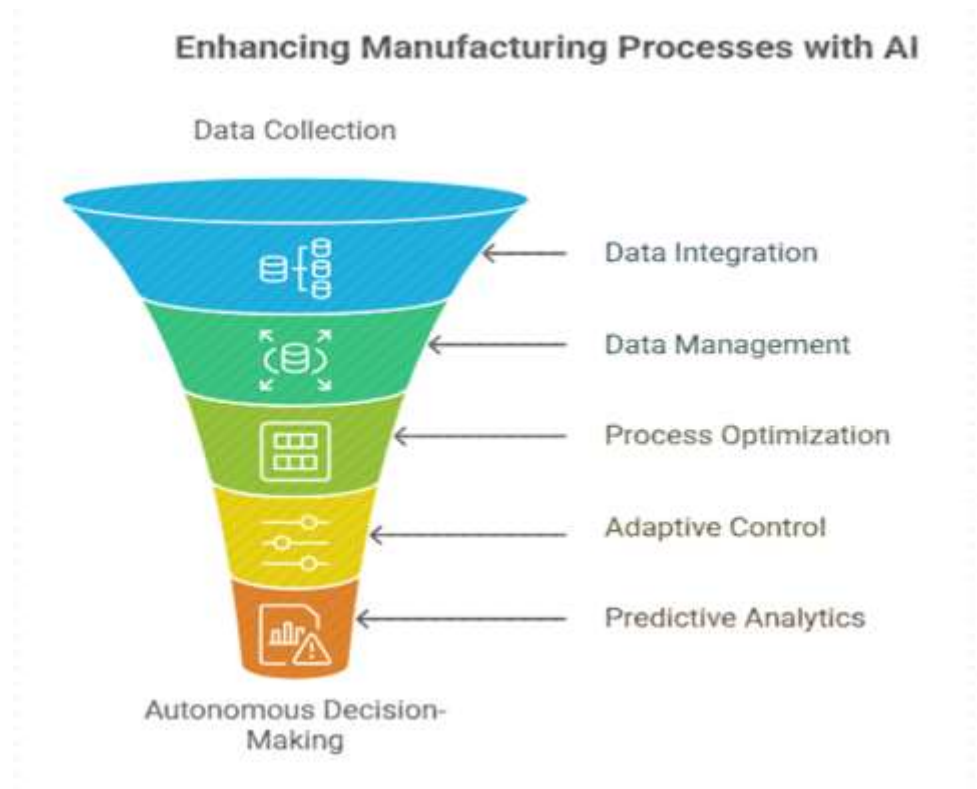 Enhancing Manufacturing Processes with AI
Data Collection
Data Integration
Data Management
Process Optimization
Adaptive Control
Predictive Analytics
Autonomous Decision-
Making